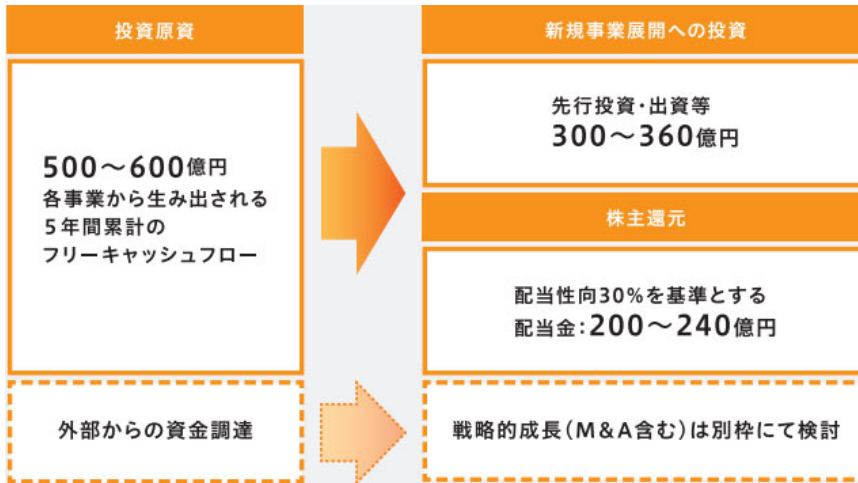 投資原資
500〜600億円
各事業から生み出される
5年間累計の
フリーキャッシュフロー
外部からの資金調達
新規事業展開への投資
先行投資・出資等
300〜360億円
株主還元
配当性向30%を基準とする
配当金:200〜240億円
戦略的成長(M&A含む)は別枠にて検討